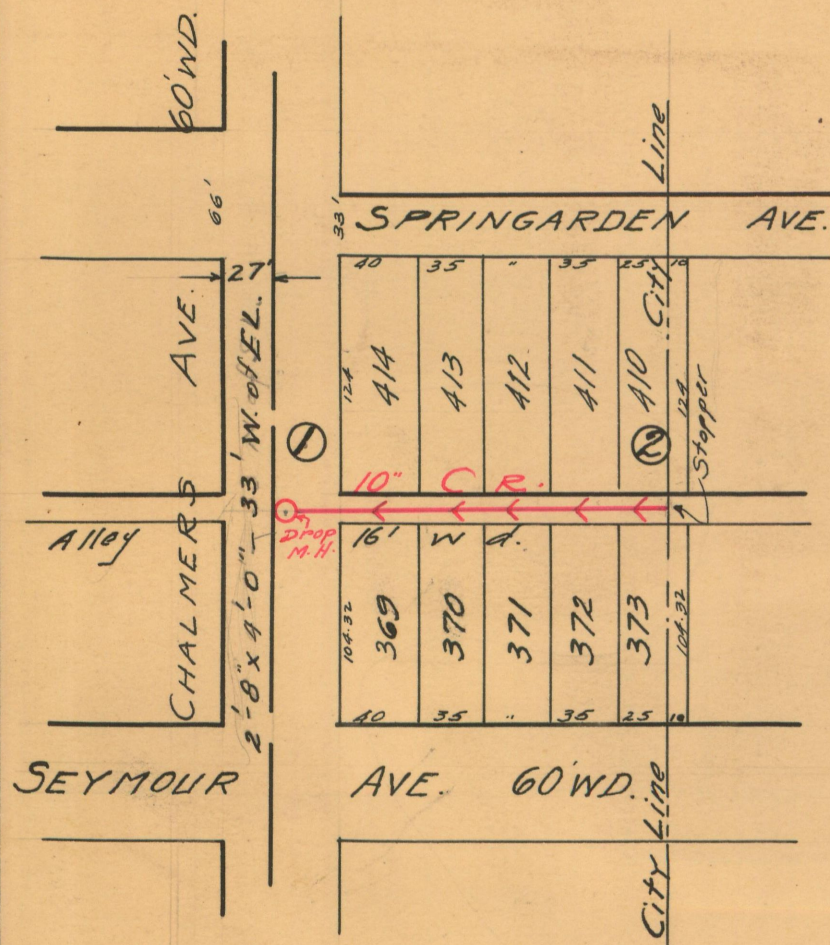 60'WD.
66'
33'
SPRINGARDEN AVE.
City Line
27'
40 35 " 35 25 10
CHALMERS AVE.
2'-8" x 4'-0" - 33' W. of E.L.
124' 414 413 412 411 410 124
1
2
Stopper
10" C R.
Drop
M.H.
Alley
16' wd.
104.32 369 370 371 372 373 104.32
40 35 " 35 25 10
SEYMOUR AVE. 60'WD.
City Line